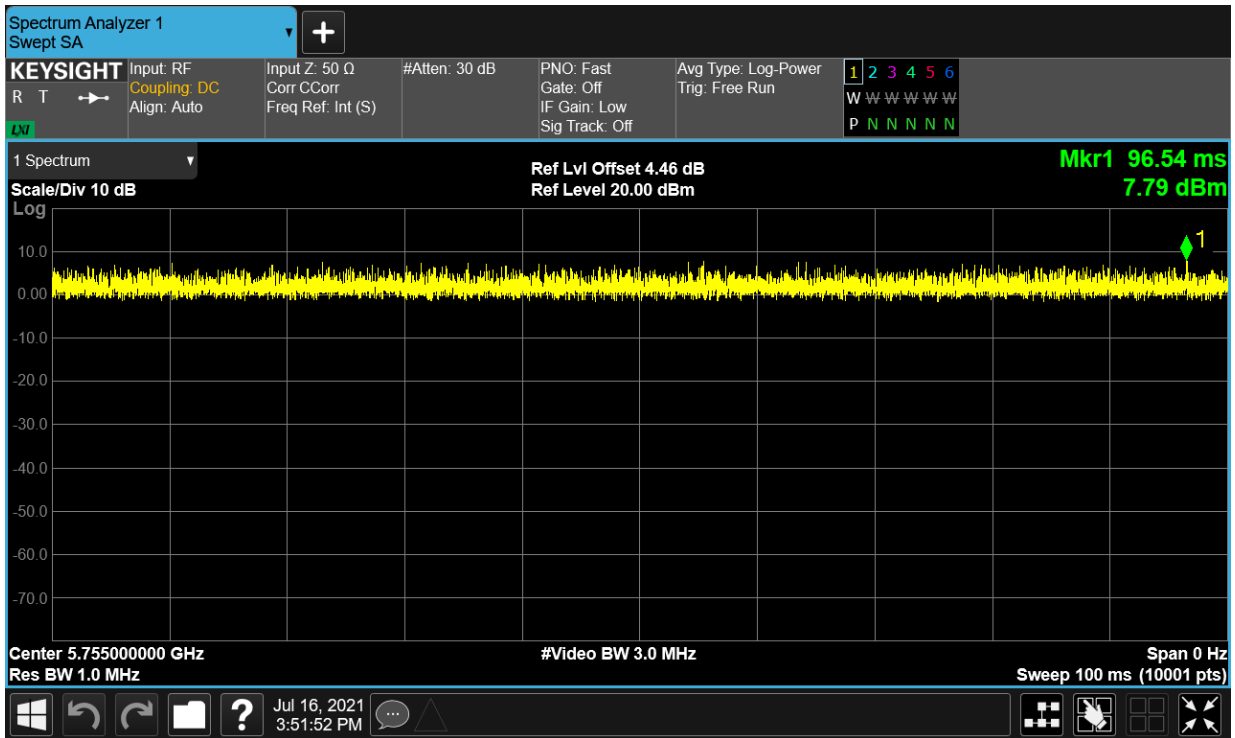 Spectrum Analyzer 1
Swept SA
KEYSIGHT
R T
LXI
Input: RF
Coupling: DC
Align: Auto
Input Z: 50 Ω
Corr CCorr
Freq Ref: Int (S)
#Atten: 30 dB
PNO: Fast
Gate: Off
IF Gain: Low
Sig Track: Off
Avg Type: Log-Power
Trig: Free Run
1 2 3 4 5 6
W W W W W W
P N N N N N
1 Spectrum
Scale/Div 10 dB
Ref Lvl Offset 4.46 dB
Ref Level 20.00 dBm
Mkr1 96.54 ms
7.79 dBm
Log
1
10.0
0.00
-10.0
-20.0
-30.0
-40.0
-50.0
-60.0
-70.0
Center 5.755000000 GHz
#Video BW 3.0 MHz
Span 0 Hz
Res BW 1.0 MHz
Sweep 100 ms (10001 pts)
?
Jul 16, 2021
3:51:52 PM